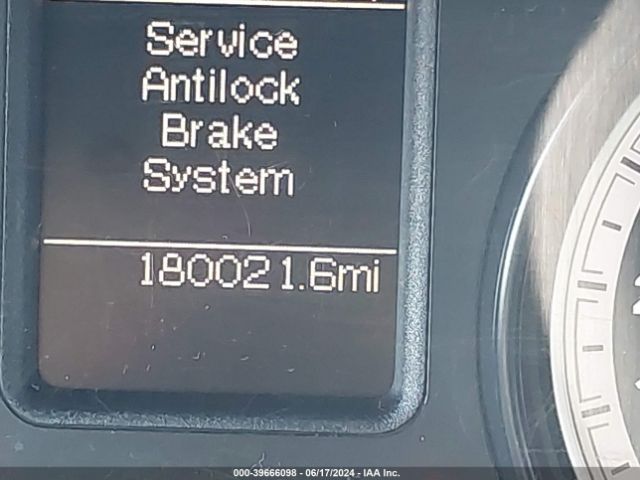 Service
Antilock
Brake
System
180021.6mi
000-39666098 - 06/17/2024 - IAA Inc.